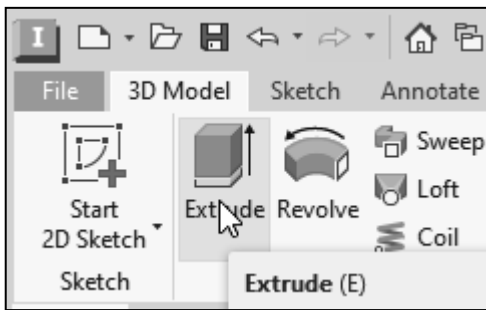 I
File 3D Model Sketch Annotate
Start
2D Sketch
Extrude
Revolve
Sweep
Loft
Coil
Sketch
Extrude (E)